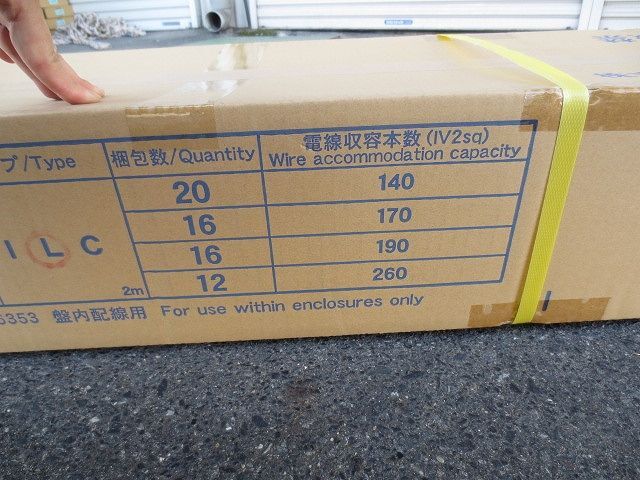 プ/Type 梱包数/Quantity 電線収容本数(IV2sq)
Wire accommodation capacity
20 140
16 170
I L C 16 190
2m 12 260
6353 盤内配線用 For use within enclosures only